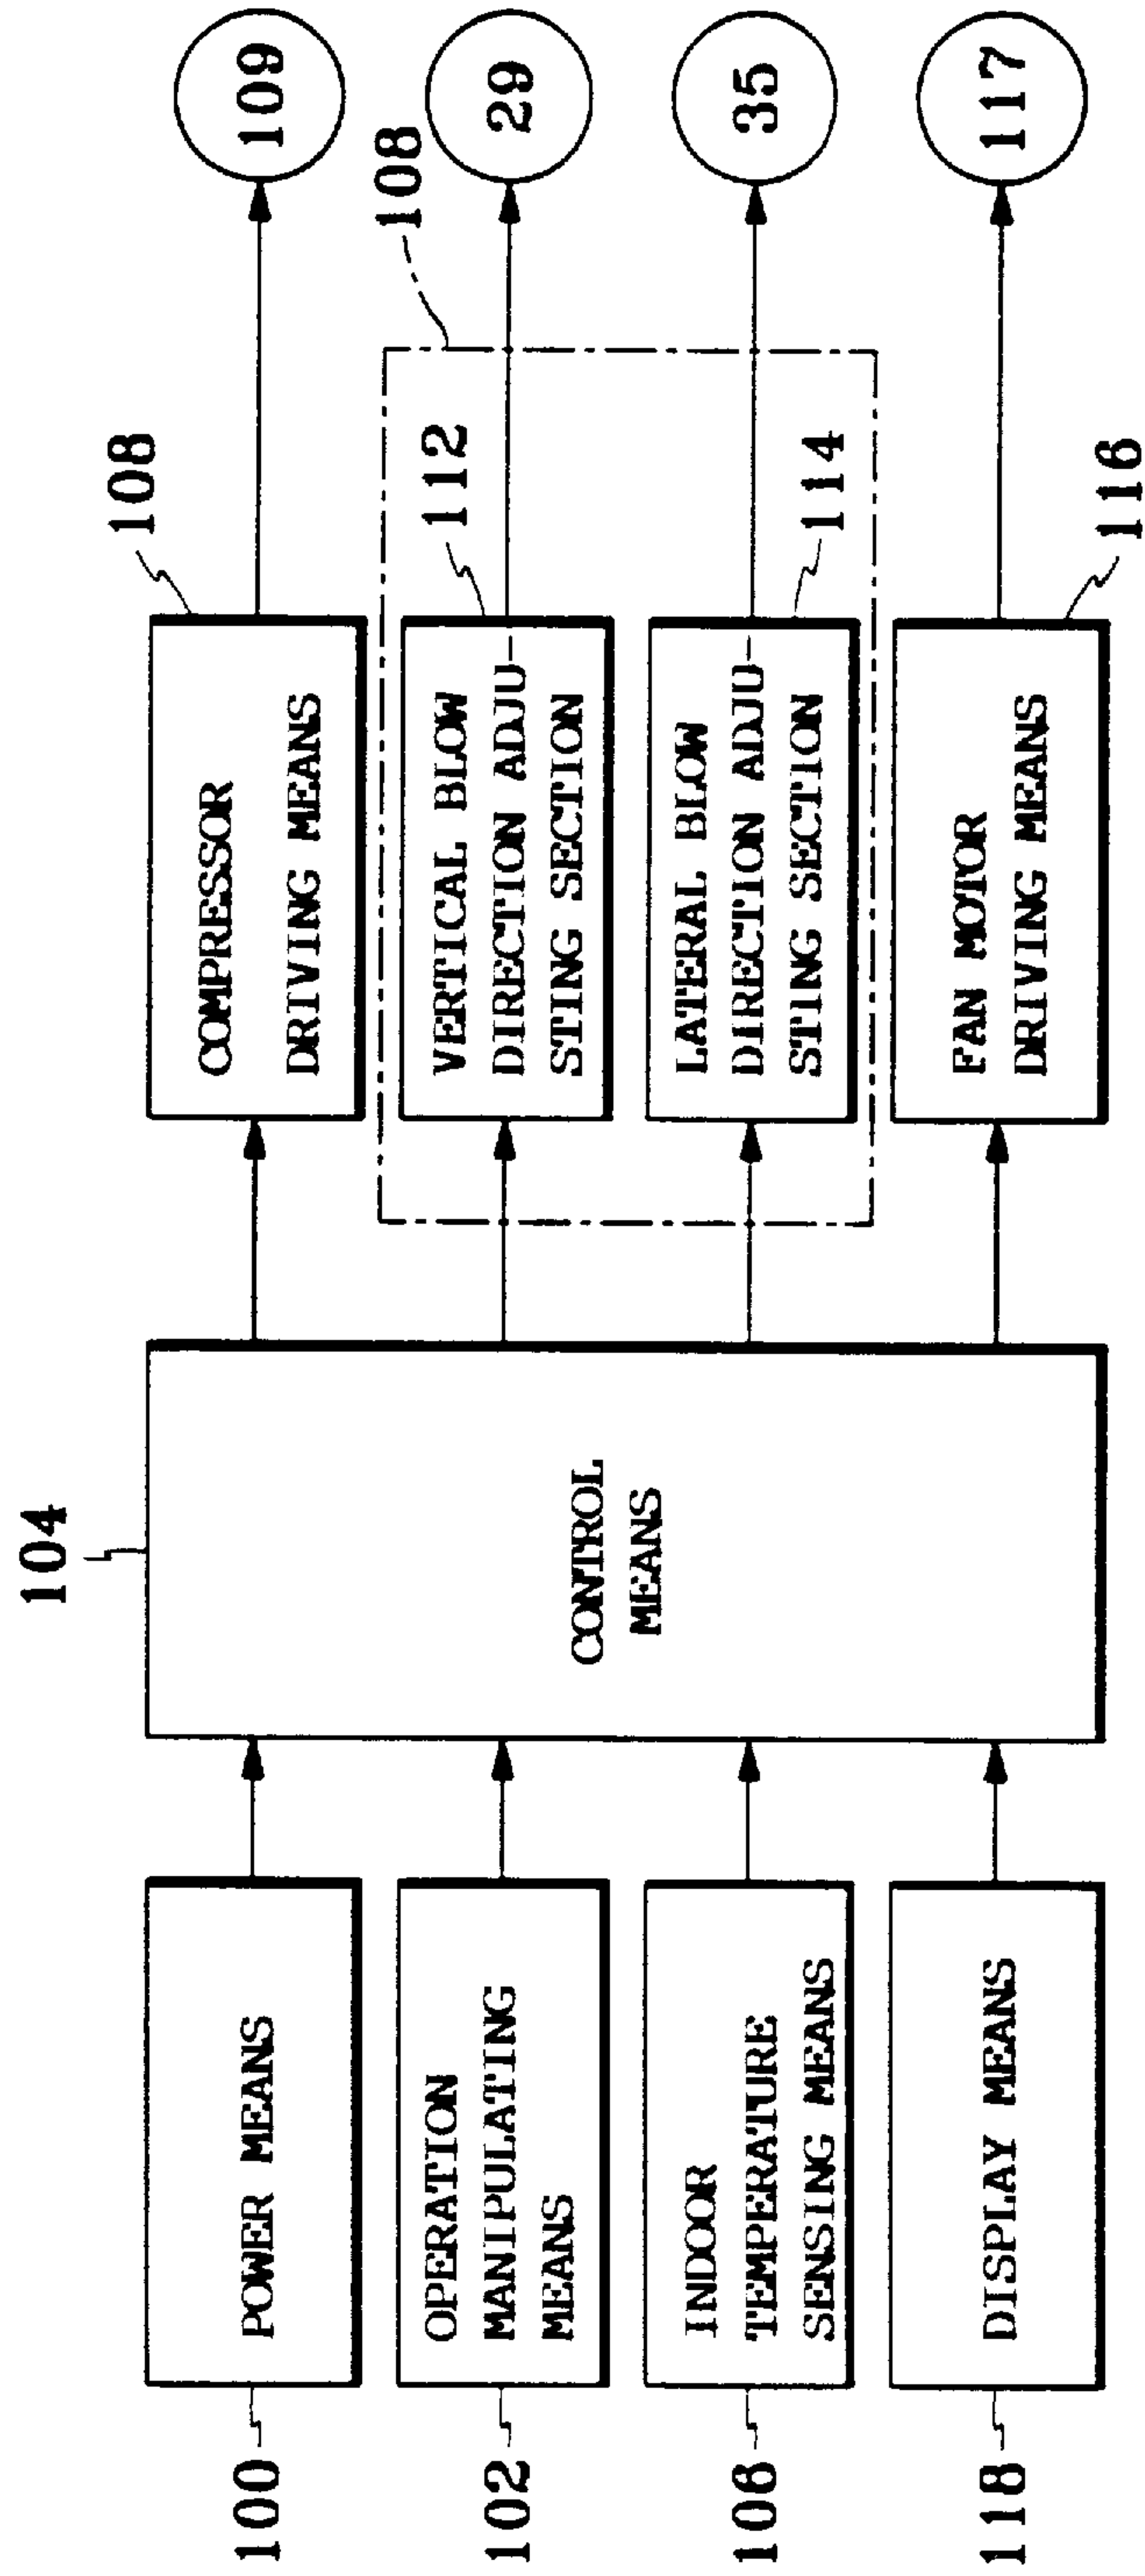 100
POWER MEANS
102
OPERATION
MANIPULATING
MEANS
106
INDOOR
TEMPERATURE
SENSING MEANS
118
DISPLAY MEANS
104
CONTROL
MEANS
108
COMPRESSOR
DRIVING MEANS
109
108
112
VERTICAL BLOW
DIRECTION ADJU-
STING SECTION
29
114
LATERAL BLOW
DIRECTION ADJU-
STING SECTION
35
116
FAN MOTOR
DRIVING MEANS
117